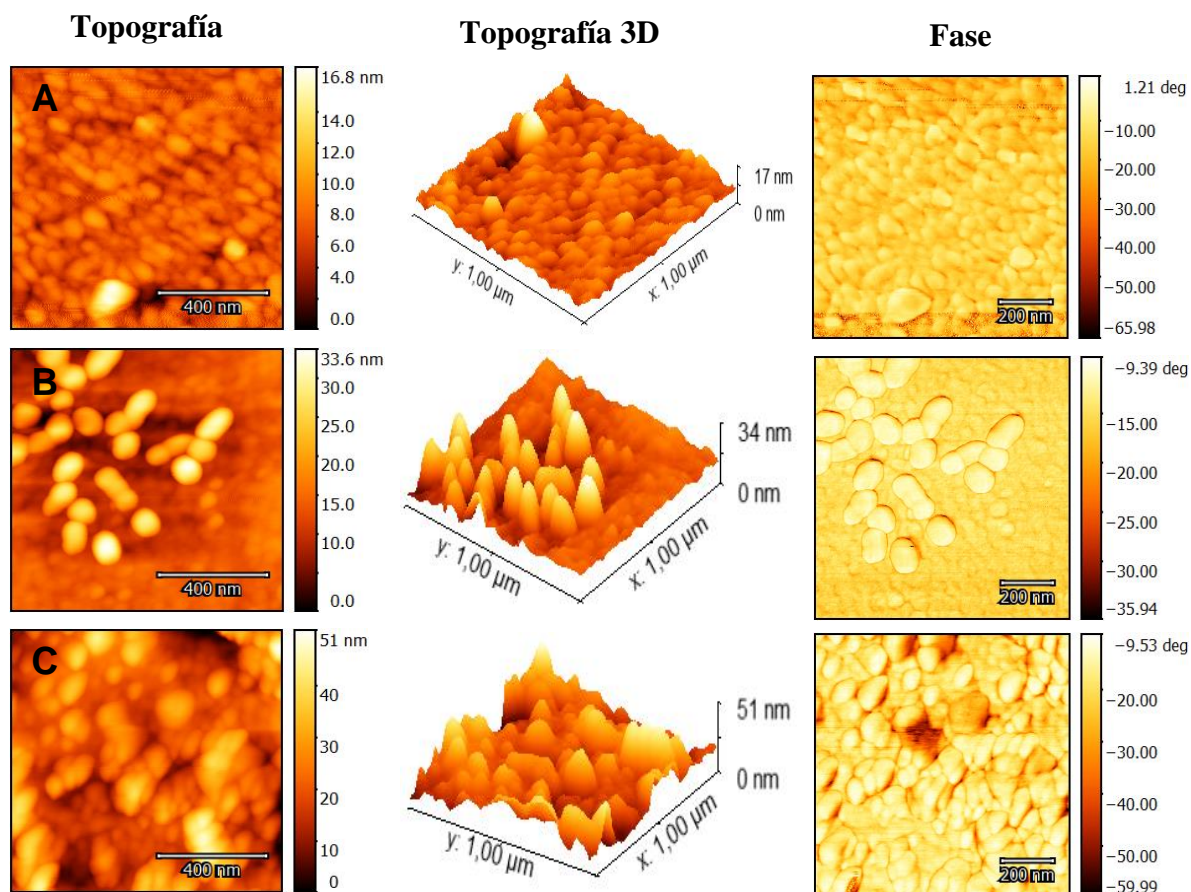 Topografía
Topografía 3D
Fase
A
400 nm
16.8 nm
14.0
12.0
10.0
8.0
6.0
4.0
0.0
17 nm
0 nm
y: 1,00 µm
x: 1,00 µm
200 nm
1.21 deg
−10.00
−20.00
−30.00
−40.00
−50.00
−65.98
B
400 nm
33.6 nm
30.0
25.0
20.0
15.0
10.0
0.0
34 nm
0 nm
y: 1,00 µm
x: 1,00 µm
200 nm
−9.39 deg
−15.00
−20.00
−25.00
−30.00
−35.94
C
400 nm
51 nm
40
30
20
10
0
51 nm
0 nm
y: 1,00 µm
x: 1,00 µm
200 nm
−9.53 deg
−20.00
−30.00
−40.00
−50.00
−59.99